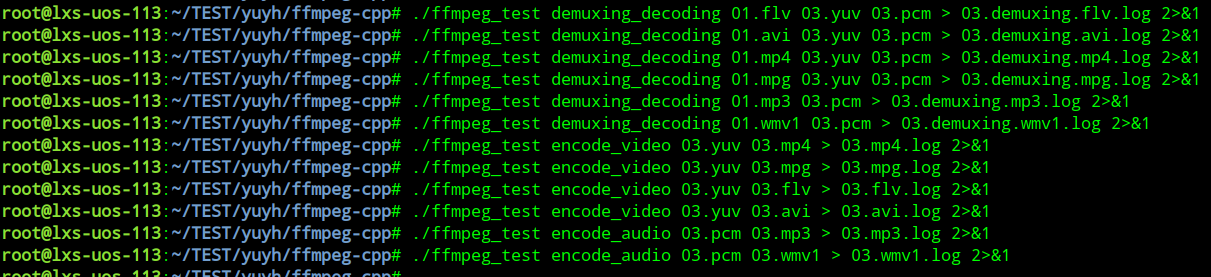 root@lxs-uos-113:~/TEST/yuyh/ffmpeg-cpp# ./ffmpeg_test demuxing_decoding 01.flv 03.yuv 03.pcm > 03.demuxing.flv.log 2>&1
root@lxs-uos-113:~/TEST/yuyh/ffmpeg-cpp# ./ffmpeg_test demuxing_decoding 01.avi 03.yuv 03.pcm > 03.demuxing.avi.log 2>&1
root@lxs-uos-113:~/TEST/yuyh/ffmpeg-cpp# ./ffmpeg_test demuxing_decoding 01.mp4 03.yuv 03.pcm > 03.demuxing.mp4.log 2>&1
root@lxs-uos-113:~/TEST/yuyh/ffmpeg-cpp# ./ffmpeg_test demuxing_decoding 01.mpg 03.yuv 03.pcm > 03.demuxing.mpg.log 2>&1
root@lxs-uos-113:~/TEST/yuyh/ffmpeg-cpp# ./ffmpeg_test demuxing_decoding 01.mp3 03.pcm > 03.demuxing.mp3.log 2>&1
root@lxs-uos-113:~/TEST/yuyh/ffmpeg-cpp# ./ffmpeg_test demuxing_decoding 01.wmv1 03.pcm > 03.demuxing.wmv1.log 2>&1
root@lxs-uos-113:~/TEST/yuyh/ffmpeg-cpp# ./ffmpeg_test encode_video 03.yuv 03.mp4 > 03.mp4.log 2>&1
root@lxs-uos-113:~/TEST/yuyh/ffmpeg-cpp# ./ffmpeg_test encode_video 03.yuv 03.mpg > 03.mpg.log 2>&1
root@lxs-uos-113:~/TEST/yuyh/ffmpeg-cpp# ./ffmpeg_test encode_video 03.yuv 03.flv > 03.flv.log 2>&1
root@lxs-uos-113:~/TEST/yuyh/ffmpeg-cpp# ./ffmpeg_test encode_video 03.yuv 03.avi > 03.avi.log 2>&1
root@lxs-uos-113:~/TEST/yuyh/ffmpeg-cpp# ./ffmpeg_test encode_audio 03.pcm 03.mp3 > 03.mp3.log 2>&1
root@lxs-uos-113:~/TEST/yuyh/ffmpeg-cpp# ./ffmpeg_test encode_audio 03.pcm 03.wmv1 > 03.wmv1.log 2>&1